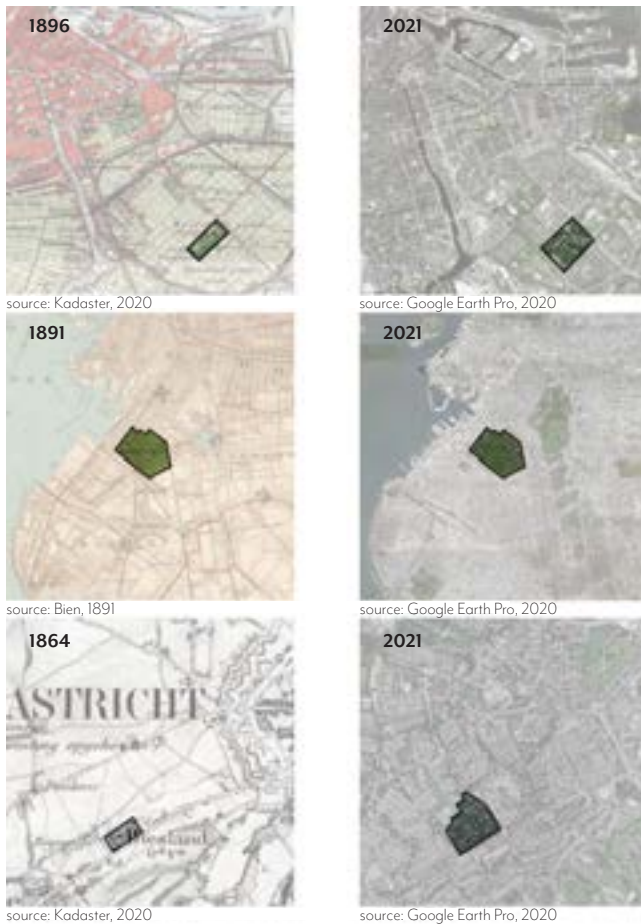 1896
2021
source: Kadaster, 2020
source: Google Earth Pro, 2020
1891
2021
source: Bien, 1891
source: Google Earth Pro, 2020
1864
2021
ASTRICHT
source: Kadaster, 2020
source: Google Earth Pro, 2020